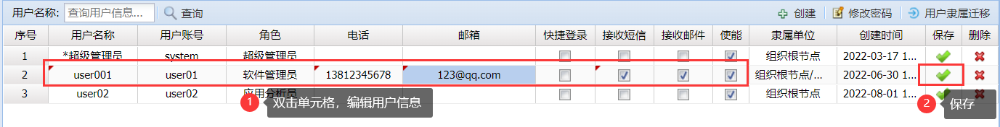 用户名称: 查询用户信息... 查询 创建 修改密码 用户隶属迁移
序号 用户名称 用户账号 角色 电话 邮箱 快捷登录 接收短信 接收邮件 使能 隶属单位 创建时间 保存 删除
1 *超级管理员 system 超级管理员 组织根节点 2022-03-17 1...
2 user001 user01 软件管理员 13812345678 123@qq.com 组织根节点/... 2022-06-30 1...
3 user02 user02 应用分析员 组织根节点 2022-08-01 1...
1 双击单元格，编辑用户信息 2 保存